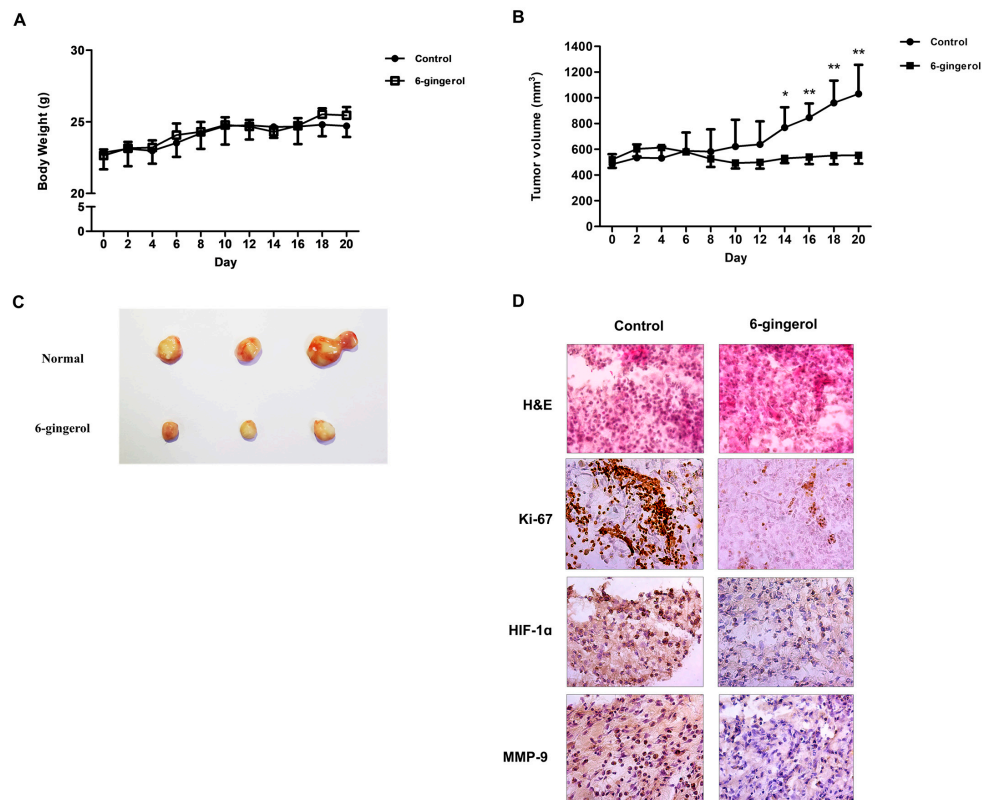 A
30
25
20
5
0
Body Weight (g)
0 2 4 6 8 10 12 14 16 18 20
Day
Control
6-gingerol
B
1400
1200
1000
800
600
400
200
0
Tumor volume (mm³)
* ** ** **
0 2 4 6 8 10 12 14 16 18 20
Day
Control
6-gingerol
C
Normal
6-gingerol
D
Control 6-gingerol
H&E
Ki-67
HIF-1α
MMP-9